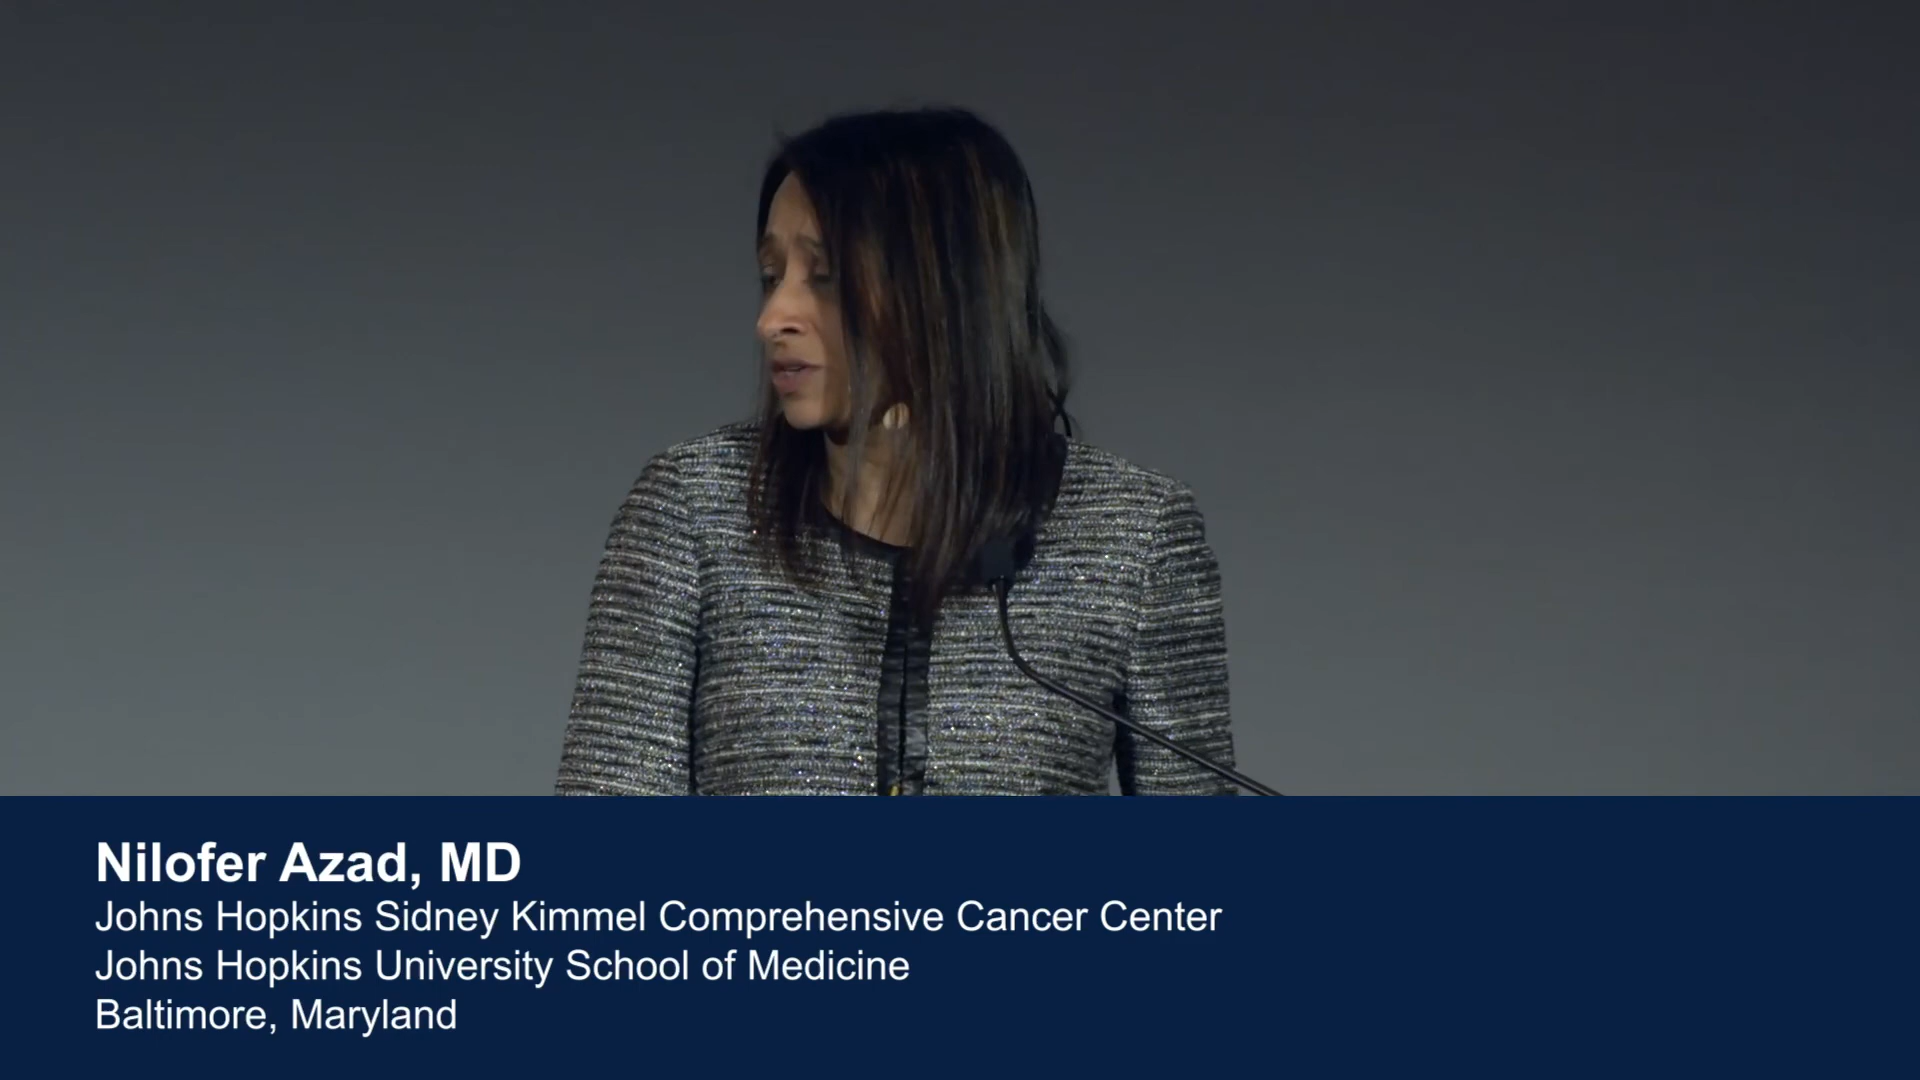 Nilofer Azad, MD
Johns Hopkins Sidney Kimmel Comprehensive Cancer Center
Johns Hopkins University School of Medicine
Baltimore, Maryland